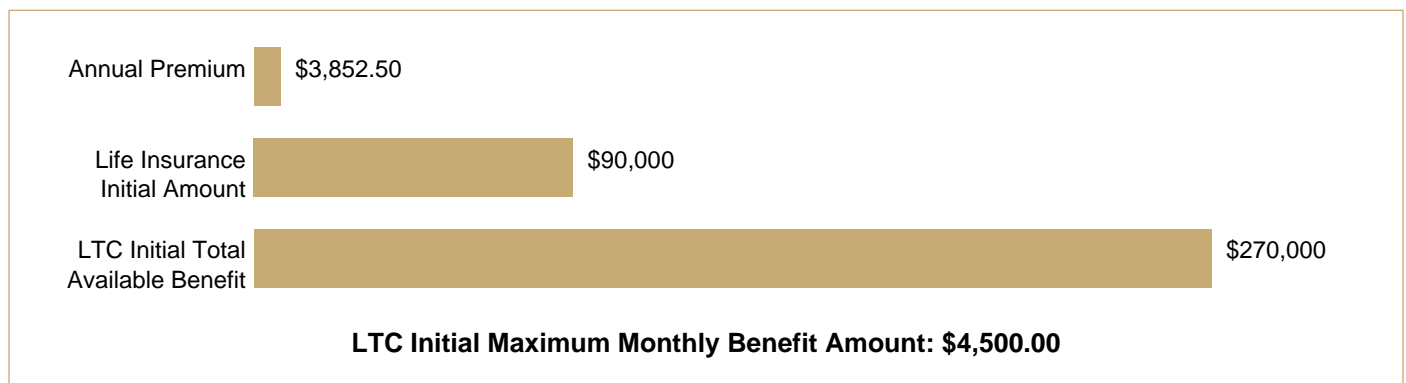 Annual Premium $3,852.50
Life Insurance
Initial Amount
$90,000
LTC Initial Total
Available Benefit
$270,000
LTC Initial Maximum Monthly Benefit Amount: $4,500.00